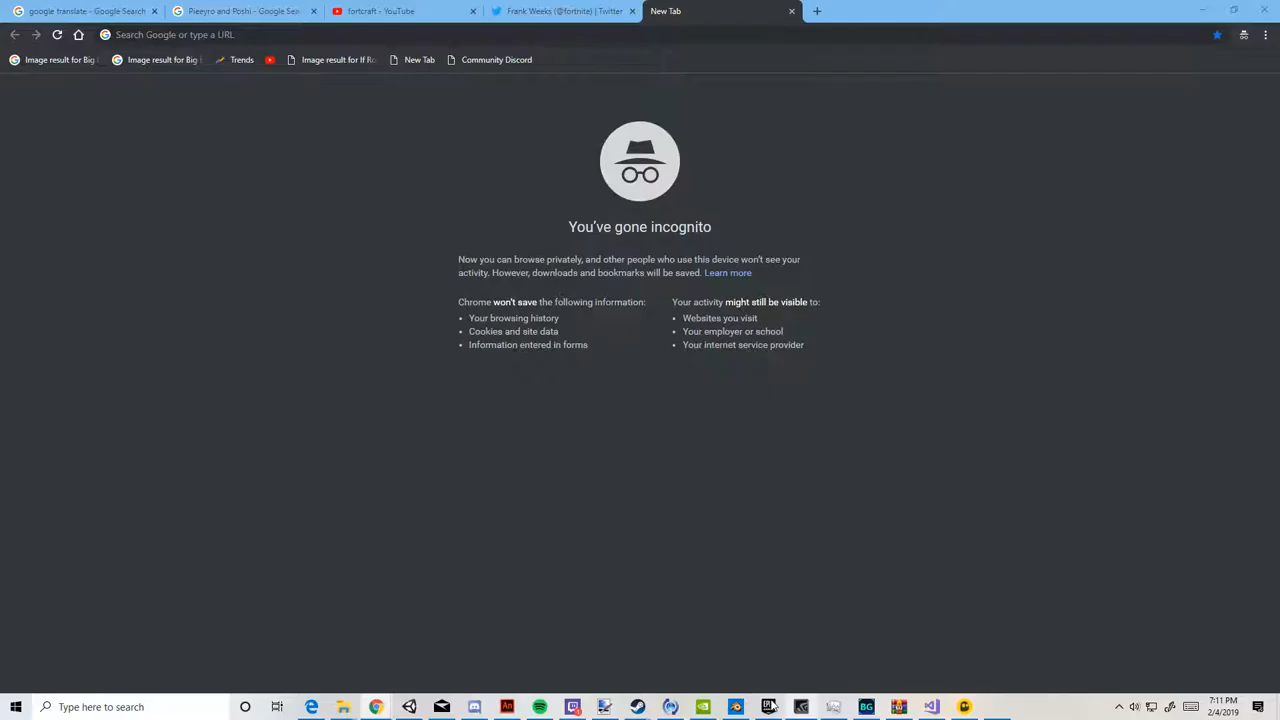 google translate - Google Search
Pieeyro and Poshi - Google Sea
fortcraft - YouTube
Frank Weeks (@fortnite) | Twitter
New Tab
Search Google or type a URL
Image result for Big
Image result for Big
Trends
Image result for If Ro
New Tab
Community Discord
You've gone incognito
Now you can browse privately, and other people who use this device won't see your
activity. However, downloads and bookmarks will be saved. Learn more
Chrome won't save the following information:
Your browsing history
Cookies and site data
Information entered in forms
Your activity might still be visible to:
Websites you visit
Your employer or school
Your internet service provider
Type here to search
An
BG
7:11 PM
2/4/2019